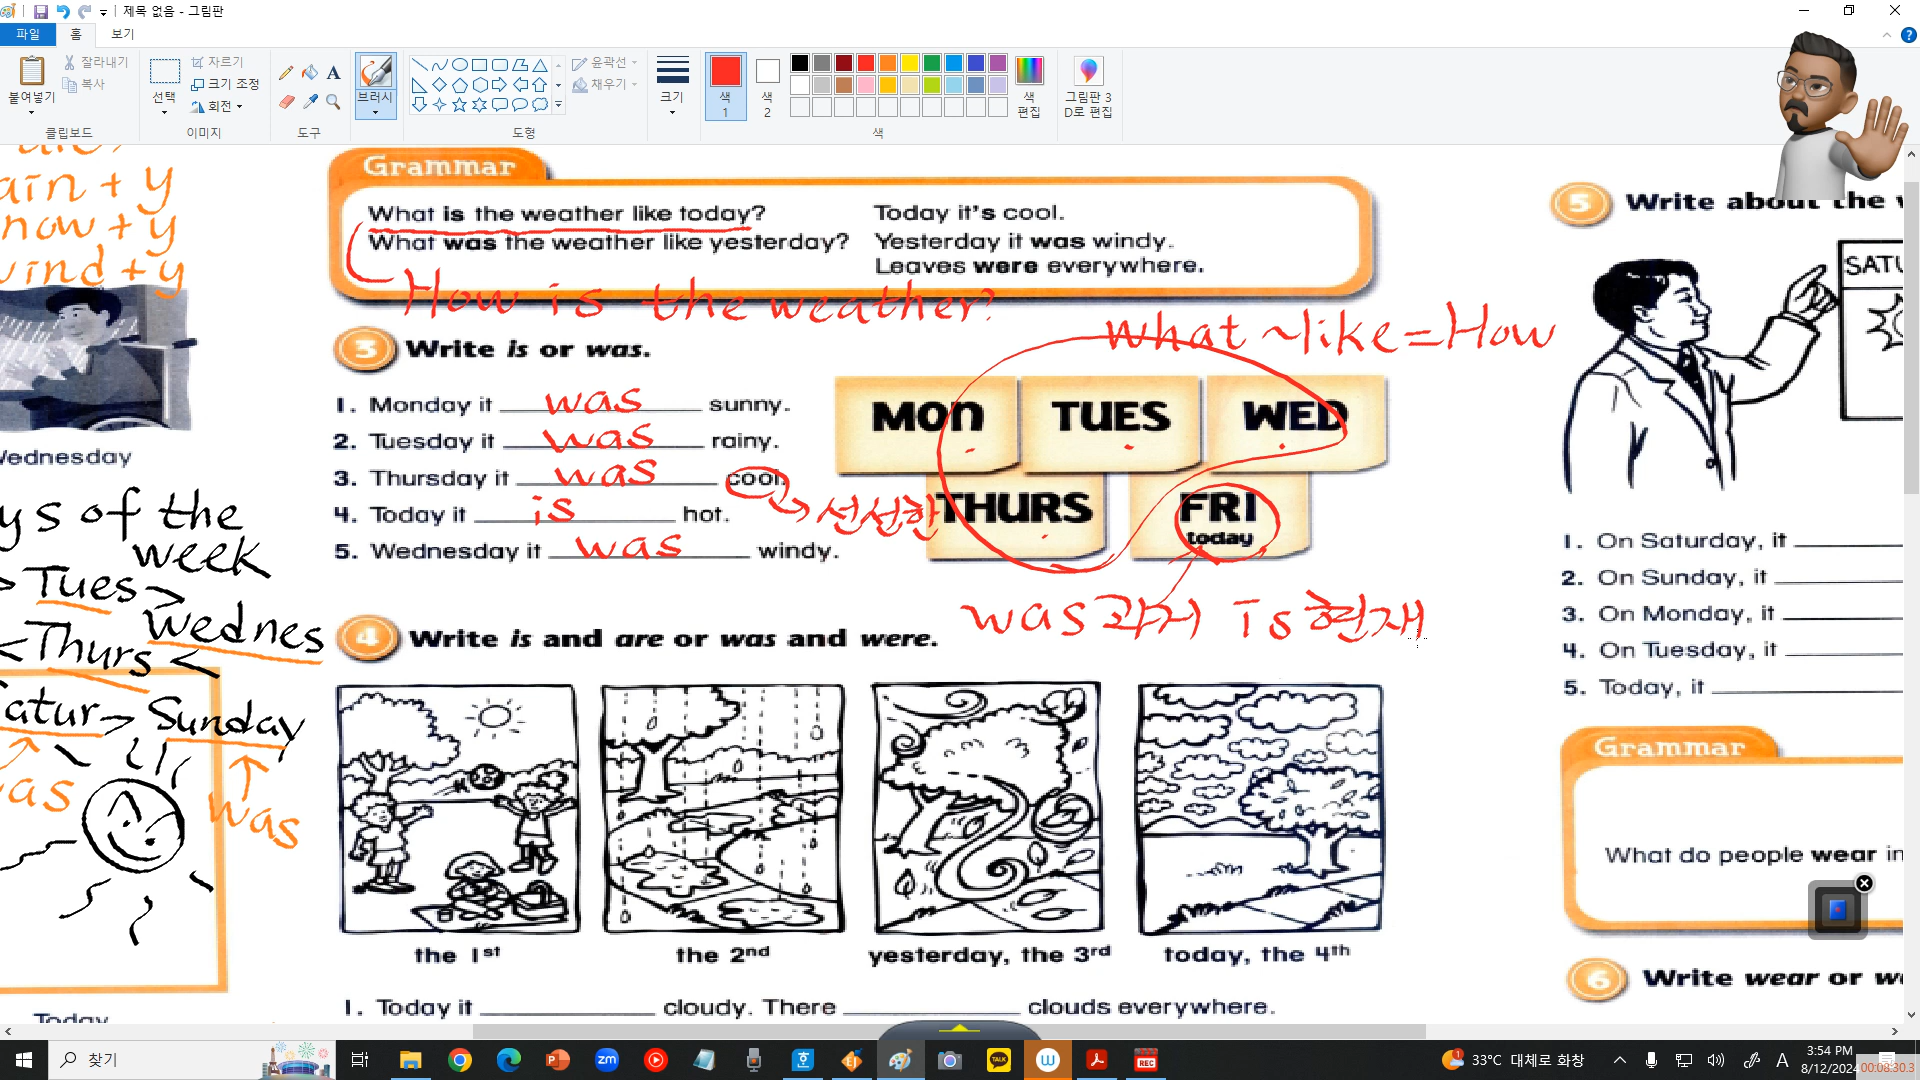 제목 없음 - 그림판
파일 홈 보기
붙여넣기 잘라내기 복사 클립보드
선택 자르기 크기 조정 회전 이미지
도구
브러시
윤곽선 채우기 도형
크기
색 1 색 2 색 편집 색
그림판 3D로 편집
ain + y
now + y
wind + y
Wednesday
ys of the
week
> Tues >
Wednes
< Thurs <
atur > Sunday
as was
Today
Grammar
What is the weather like today? Today it's cool.
What was the weather like yesterday? Yesterday it was windy.
Leaves were everywhere.
How is the weather?
What ~like = How
3 Write is or was.
1. Monday it was sunny.
2. Tuesday it was rainy.
3. Thursday it was cool.
선선한
4. Today it is hot.
5. Wednesday it was windy.
MON TUES WED
THURS FRI
today
was 과거 is 현재
4 Write is and are or was and were.
the 1st the 2nd yesterday, the 3rd today, the 4th
1. Today it ____ cloudy. There ____ clouds everywhere.
5 Write about the w
SATU
1. On Saturday, it
2. On Sunday, it
3. On Monday, it
4. On Tuesday, it
5. Today, it
Grammar
What do people wear in
6 Write wear or w
찾기
33°C 대체로 화창
A
3:54 PM
8/12/2024
00:08:30.3